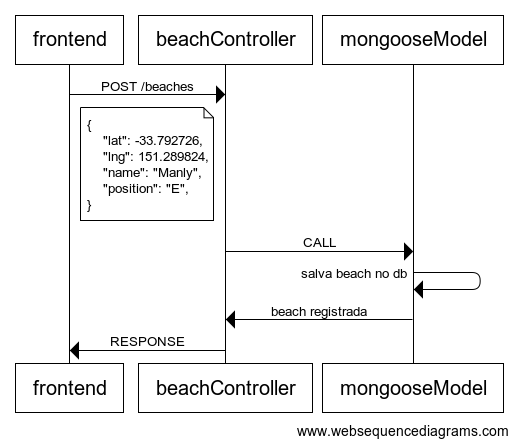 frontend beachController mongooseModel
POST /beaches
{
"lat": -33.792726,
"lng": 151.289824,
"name": "Manly",
"position": "E",
}
CALL
salva beach no db
beach registrada
RESPONSE
frontend beachController mongooseModel
www.websequencediagrams.com